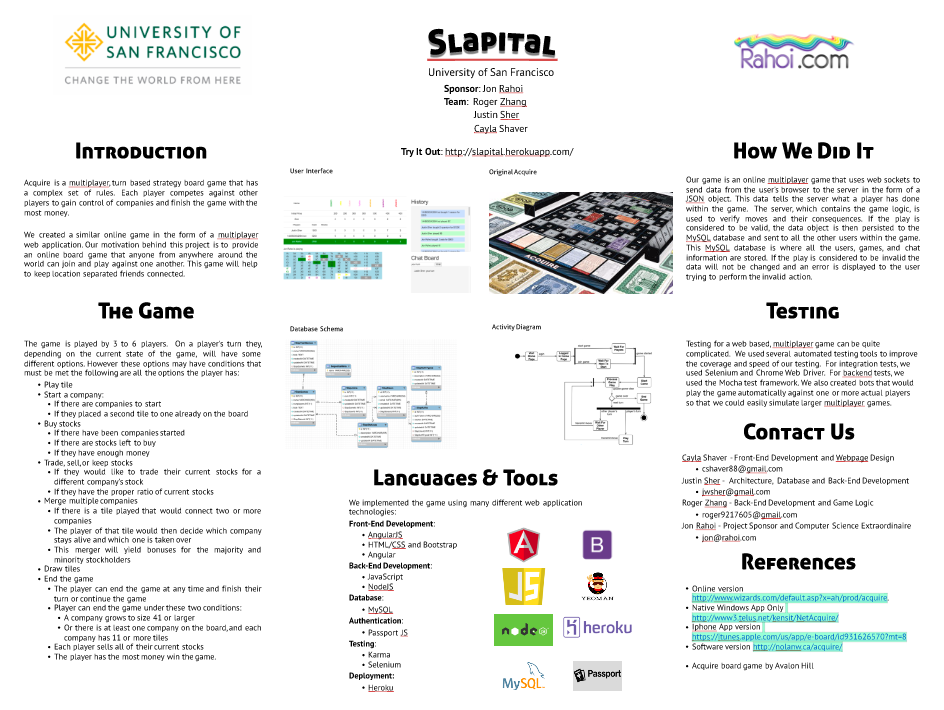 UNIVERSITY OF
SAN FRANCISCO
CHANGE THE WORLD FROM HERE
SLAPITAL
University of San Francisco
Sponsor: Jon Rahoi
Team: Roger Zhang
Justin Sher
Cayla Shaver
Try It Out: http://slapital.herokuapp.com/
Rahoi.com
INTRODUCTION
Acquire is a multiplayer, turn based strategy board game that has
a complex set of rules. Each player competes against other
players to gain control of companies and finish the game with the
most money.
We created a similar online game in the form of a multiplayer
web application. Our motivation behind this project is to provide
an online board game that anyone from anywhere around the
world can join and play against one another. This game will help
to keep location separated friends connected.
THE GAME
The game is played by 3 to 6 players. On a player's turn they,
depending on the current state of the game, will have some
different options. However these options may have conditions that
must be met the following are all the options the player has:
• Play tile
• Start a company:
• If there are companies to start
• If they placed a second tile to one already on the board
• Buy stocks
• If there have been companies started
• If there are stocks left to buy
• If they have enough money
• Trade, sell, or keep stocks
• If they would like to trade their current stocks for a
different company's stock
• If they have the proper ratio of current stocks
• Merge multiple companies
• If there is a tile played that would connect two or more
companies
• The player of that tile would then decide which company
stays alive and which one is taken over
• This merger will yield bonuses for the majority and
minority stockholders
• Draw tiles
• End the game
• The player can end the game at any time and finish their
turn or continue the game
• Player can end the game under these two conditions:
• A company grows to size 41 or larger
• Or there is at least one company on the board, and each
company has 11 or more tiles
• Each player sells all of their current stocks
• The player has the most money win the game.
User Interface
History
Chat Board
Original Acquire
ACQUIRE
Database Schema
Activity Diagram
LANGUAGES & TOOLS
We implemented the game using many different web application
technologies:
Front-End Development:
• AngularJS
• HTML/CSS and Bootstrap
• Angular
Back-End Development:
• JavaScript
• NodeJS
Database:
• MySQL
Authentication:
• Passport JS
Testing:
• Karma
• Selenium
Deployment:
• Heroku
A
B
JS
YEOMAN
node
heroku
MySQL
Passport
HOW WE DID IT
Our game is an online multiplayer game that uses web sockets to
send data from the user's browser to the server in the form of a
JSON object. This data tells the server what a player has done
within the game. The server, which contains the game logic, is
used to verify moves and their consequences. If the play is
considered to be valid, the data object is then persisted to the
MySQL database and sent to all the other users within the game.
This MySQL database is where all the users, games, and chat
information are stored. If the play is considered to be invalid the
data will not be changed and an error is displayed to the user
trying to perform the invalid action.
TESTING
Testing for a web based, multiplayer game can be quite
complicated. We used several automated testing tools to improve
the coverage and speed of our testing. For integration tests, we
used Selenium and Chrome Web Driver. For backend tests, we
used the Mocha test framework. We also created bots that would
play the game automatically against one or more actual players
so that we could easily simulate larger multiplayer games.
CONTACT US
Cayla Shaver - Front-End Development and Webpage Design
• cshaver88@gmail.com
Justin Sher - Architecture, Database and Back-End Development
• jwsher@gmail.com
Roger Zhang - Back-End Development and Game Logic
• roger9217605@gmail.com
Jon Rahoi - Project Sponsor and Computer Science Extraordinaire
• jon@rahoi.com
REFERENCES
• Online version
http://www.wizards.com/default.asp?x=ah/prod/acquire.
• Native Windows App Only
http://www3.telus.net/kensit/NetAcquire/
• Iphone App version
https://itunes.apple.com/us/app/e-board/id931626570?mt=8
• Software version http://nolanw.ca/acquire/
• Acquire board game by Avalon Hill